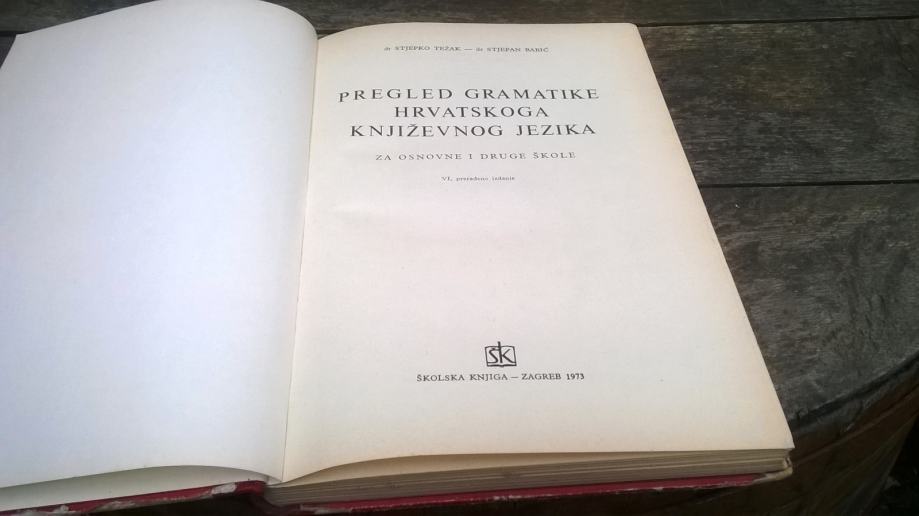 dr STJEPKO TEŽAK — dr STJEPAN BABIĆ
PREGLED GRAMATIKE
HRVATSKOGA
KNJIŽEVNOG JEZIKA
ZA OSNOVNE I DRUGE ŠKOLE
VI, prerađeno izdanje
ŠK
ŠKOLSKA KNJIGA — ZAGREB 1973